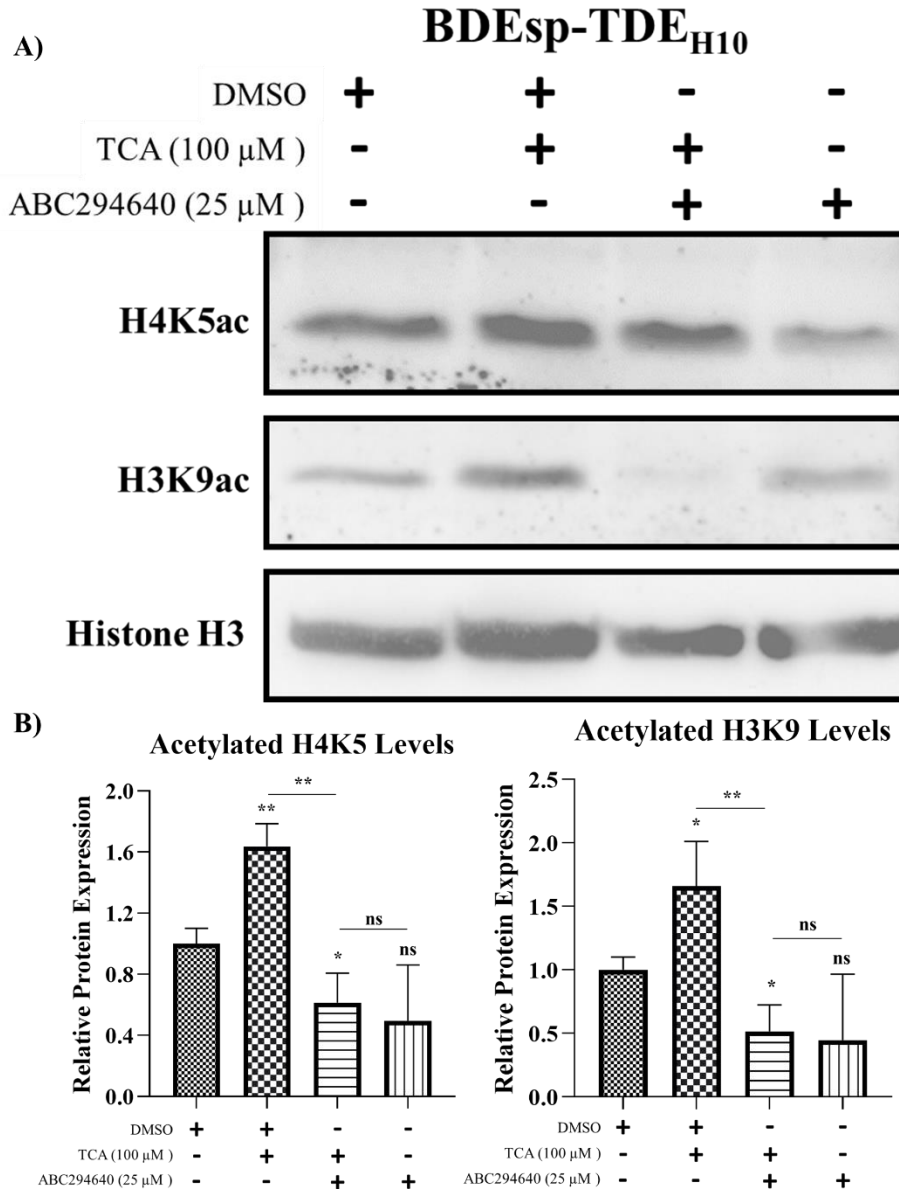 A)
BDEsp-TDEH10
DMSO + + - -
TCA (100 µM ) - + + -
ABC294640 (25 µM ) - - + +
H4K5ac
H3K9ac
Histone H3
B)
Acetylated H4K5 Levels
Relative Protein Expression
2.0
1.6
1.2
0.8
0.4
0.0
**
**
*
ns
ns
DMSO + + - -
TCA (100 µM ) - + + -
ABC294640 (25 µM ) - - + +
Acetylated H3K9 Levels
Relative Protein Expression
2.5
2.0
1.5
1.0
0.5
0.0
**
*
*
ns
ns
DMSO + + - -
TCA (100 µM ) - + + -
ABC294640 (25 µM ) - - + +